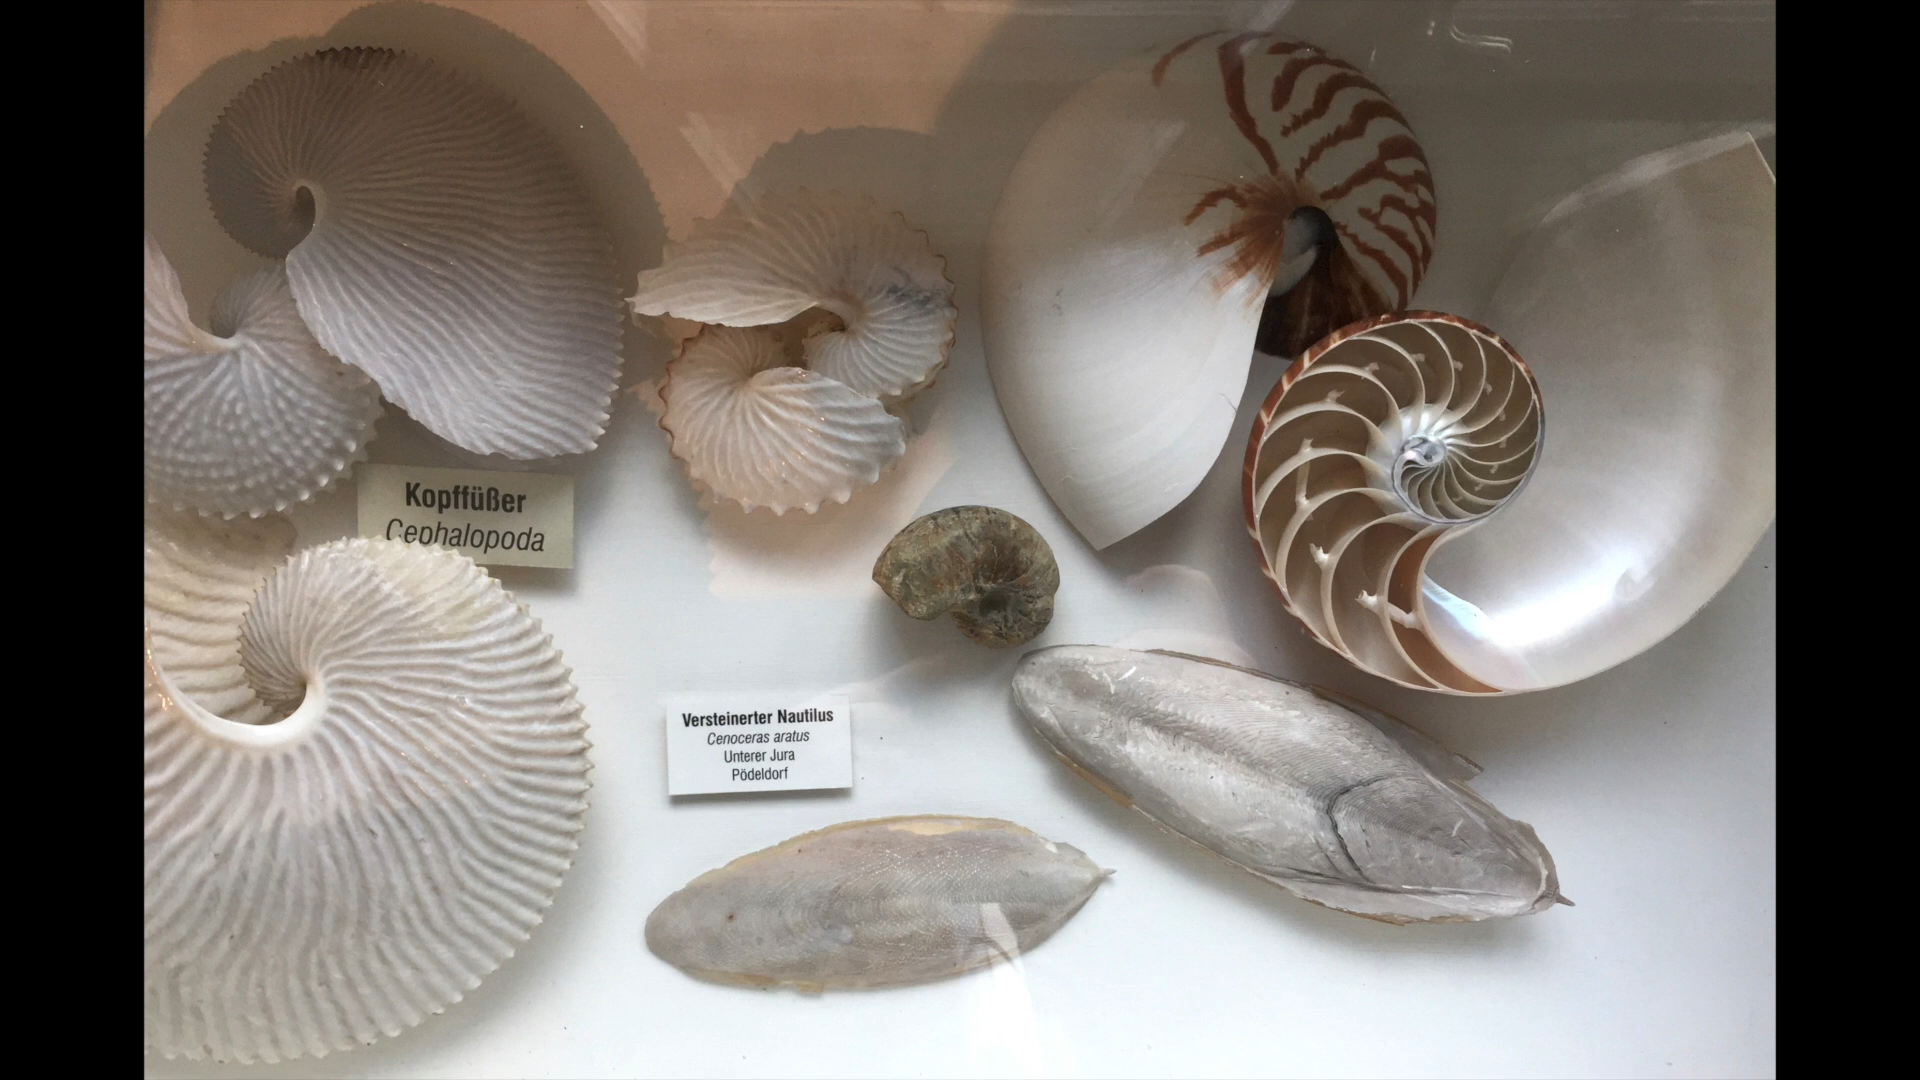 Kopffüßer
Cephalopoda
Versteinerter Nautilus
Cenoceras aratus
Unterer Jura
Pödeldorf